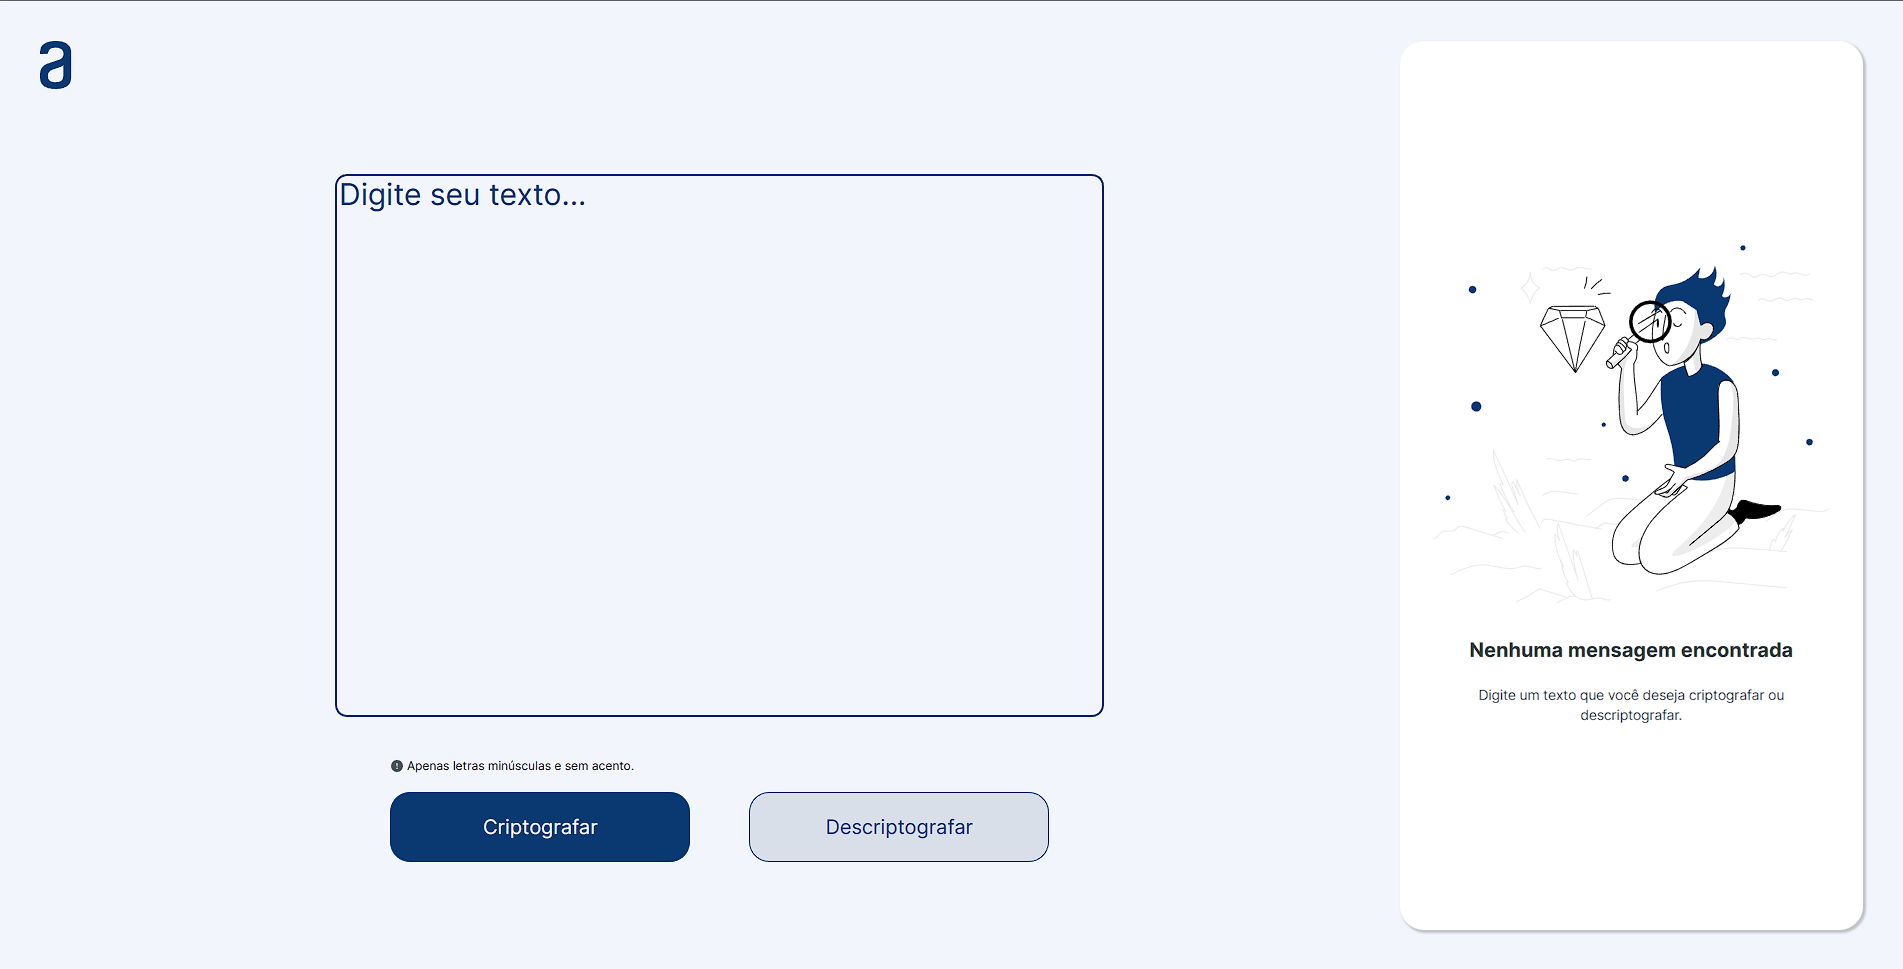 a
Digite seu texto...
Apenas letras minúsculas e sem acento.
Criptografar
Descriptografar
Nenhuma mensagem encontrada
Digite um texto que você deseja criptografar ou
descriptografar.